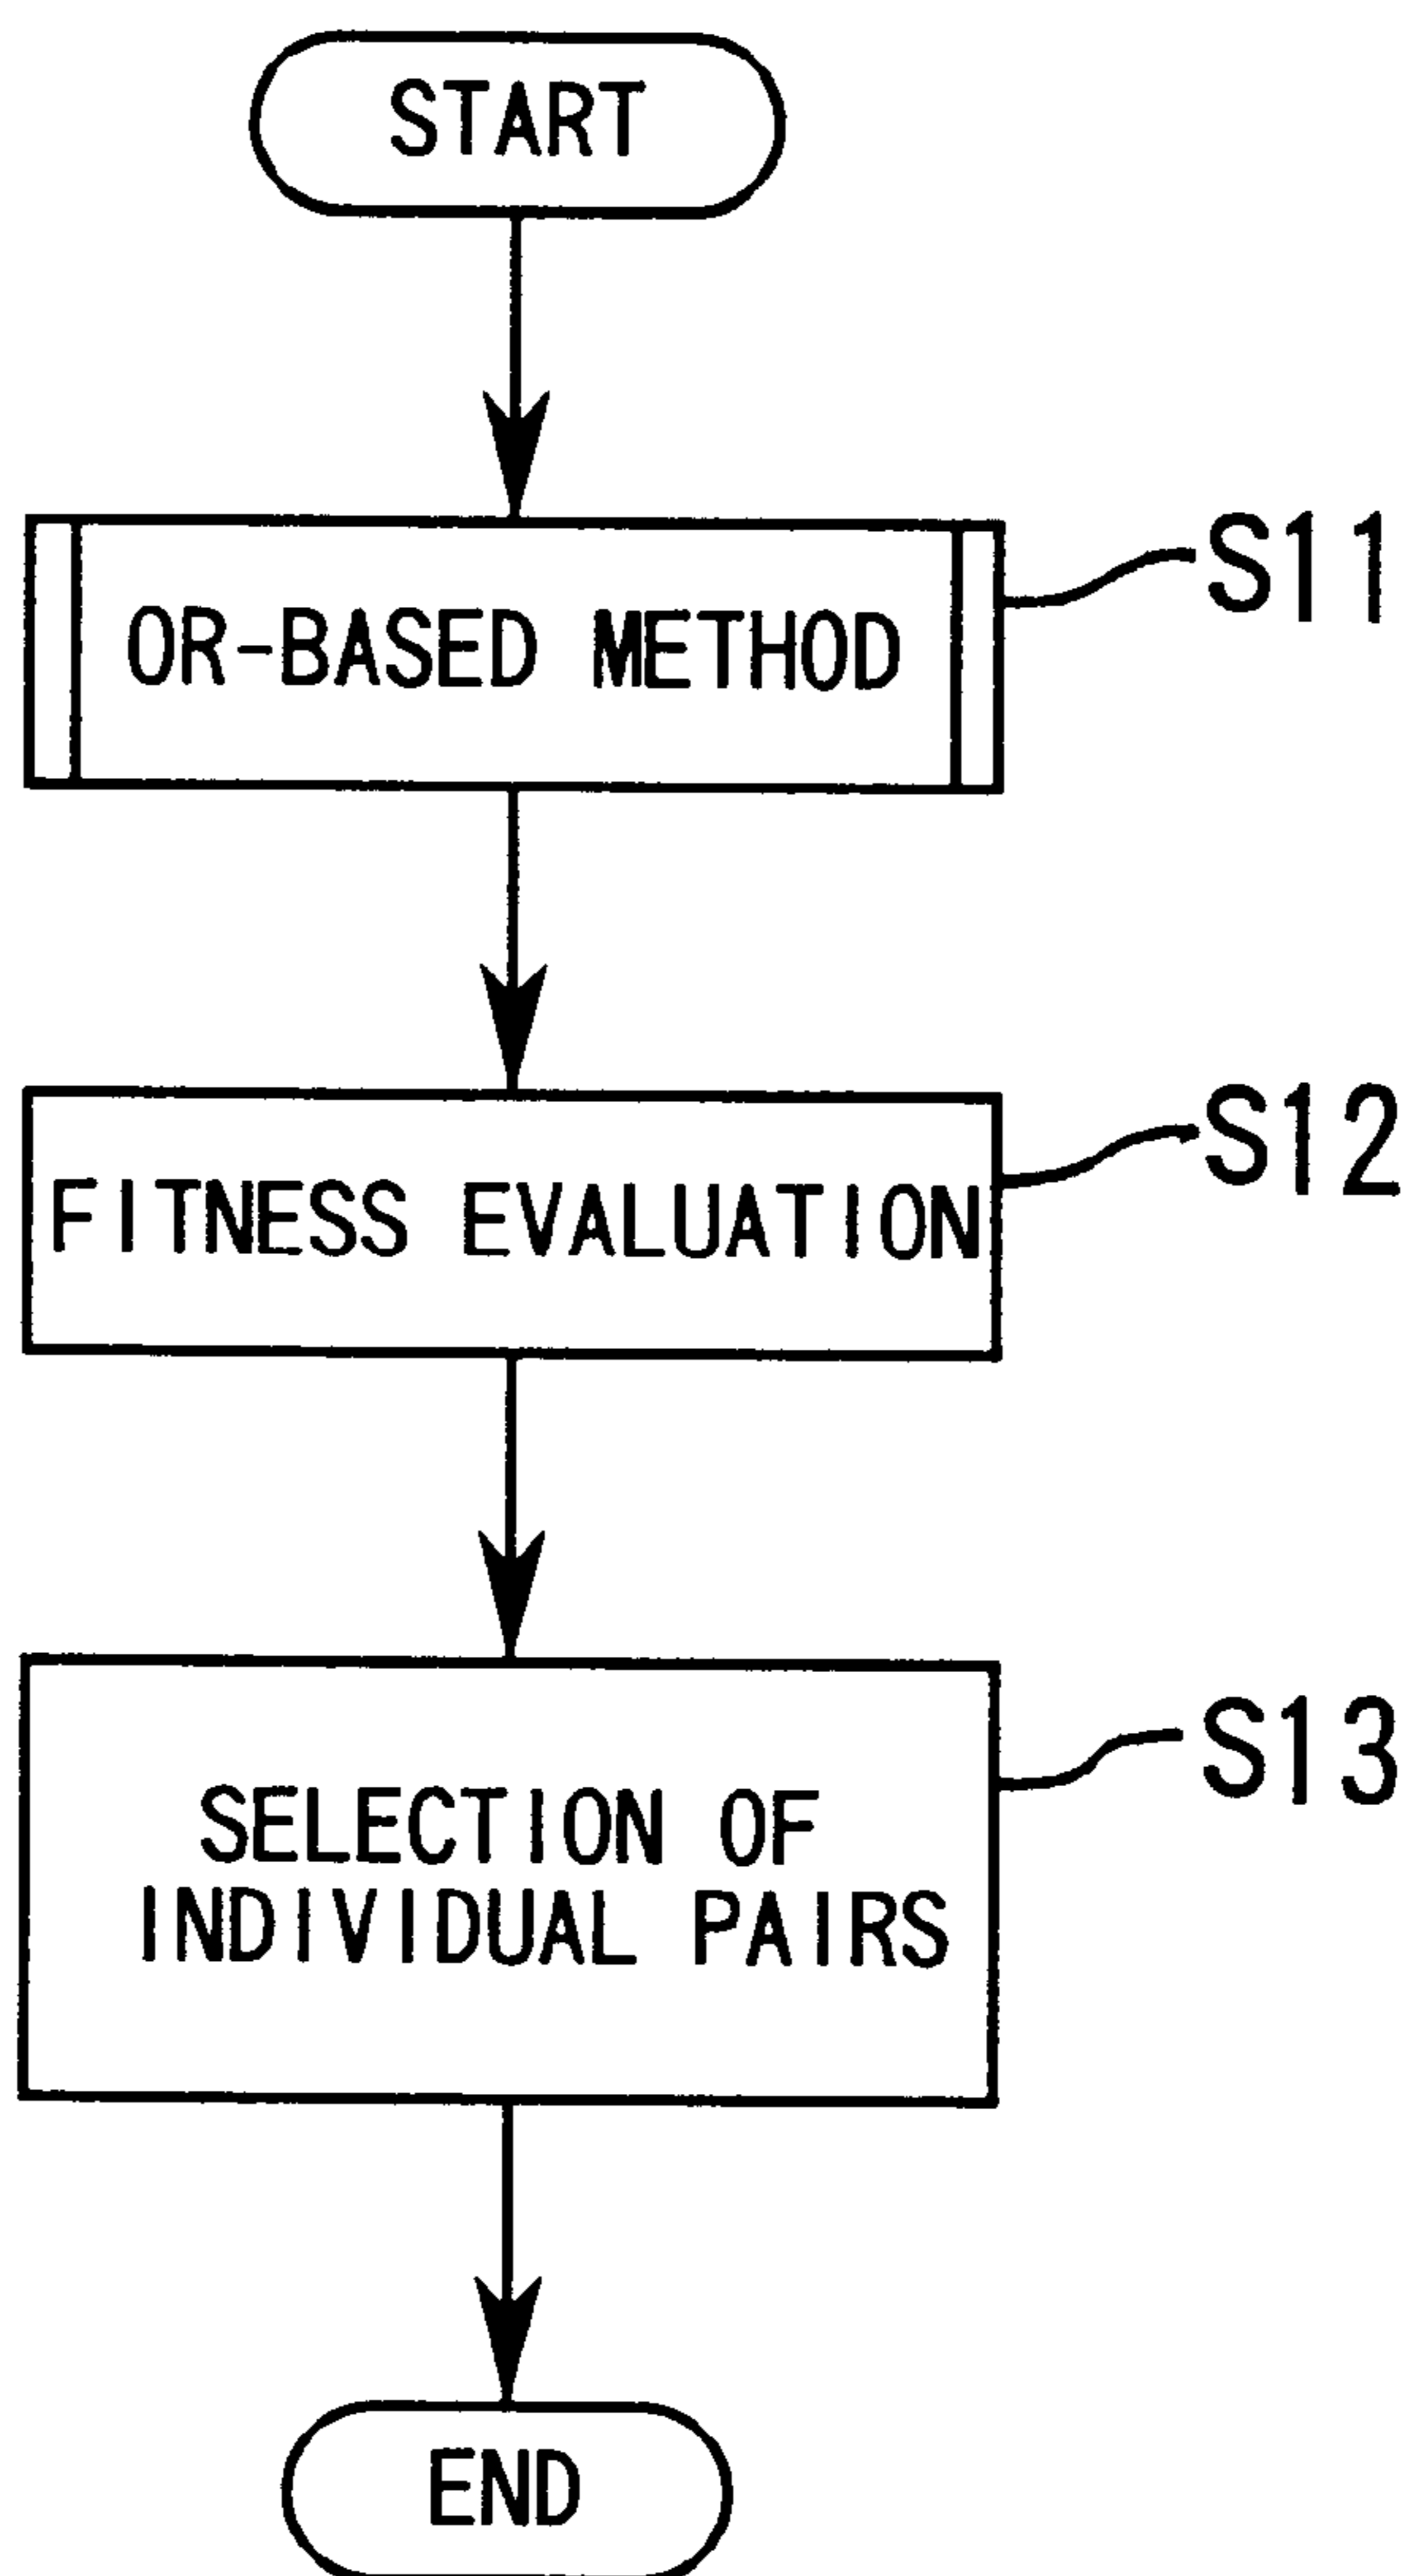 START
OR-BASED METHOD
S11
FITNESS EVALUATION
S12
SELECTION OF
INDIVIDUAL PAIRS
S13
END